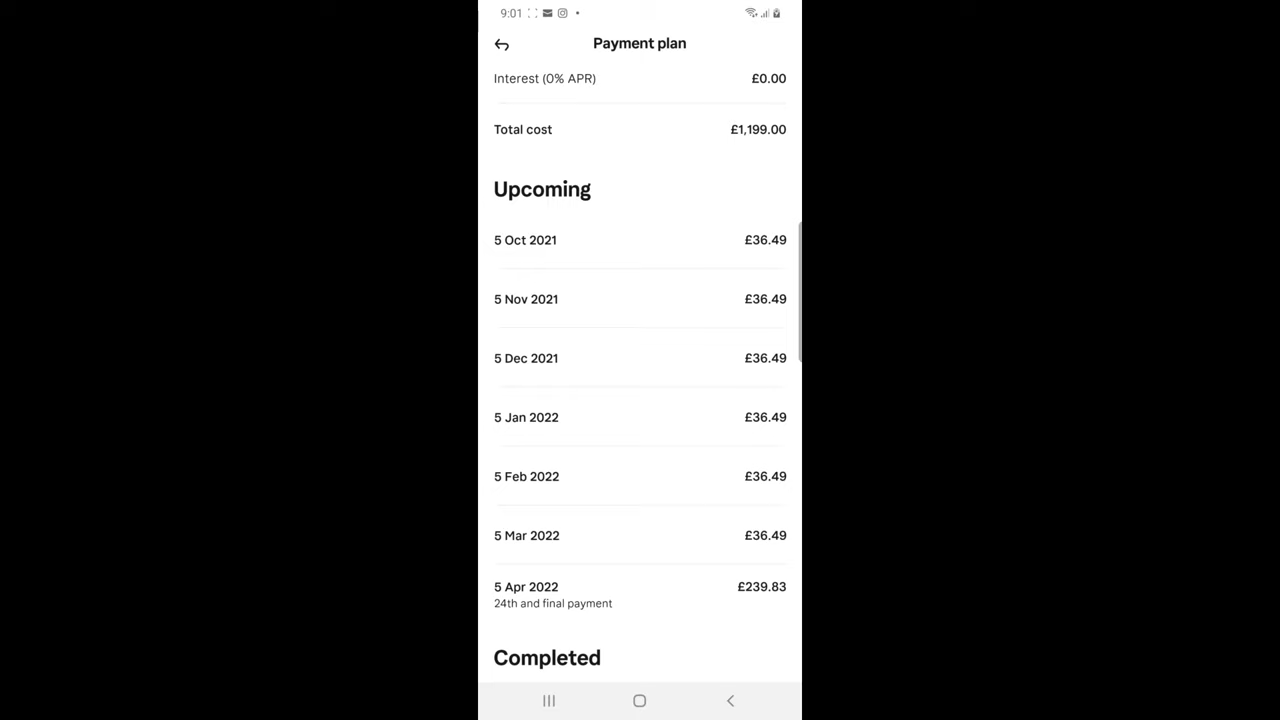 9:01
Payment plan
Interest (0% APR) £0.00
Total cost £1,199.00
Upcoming
5 Oct 2021 £36.49
5 Nov 2021 £36.49
5 Dec 2021 £36.49
5 Jan 2022 £36.49
5 Feb 2022 £36.49
5 Mar 2022 £36.49
5 Apr 2022 £239.83
24th and final payment
Completed